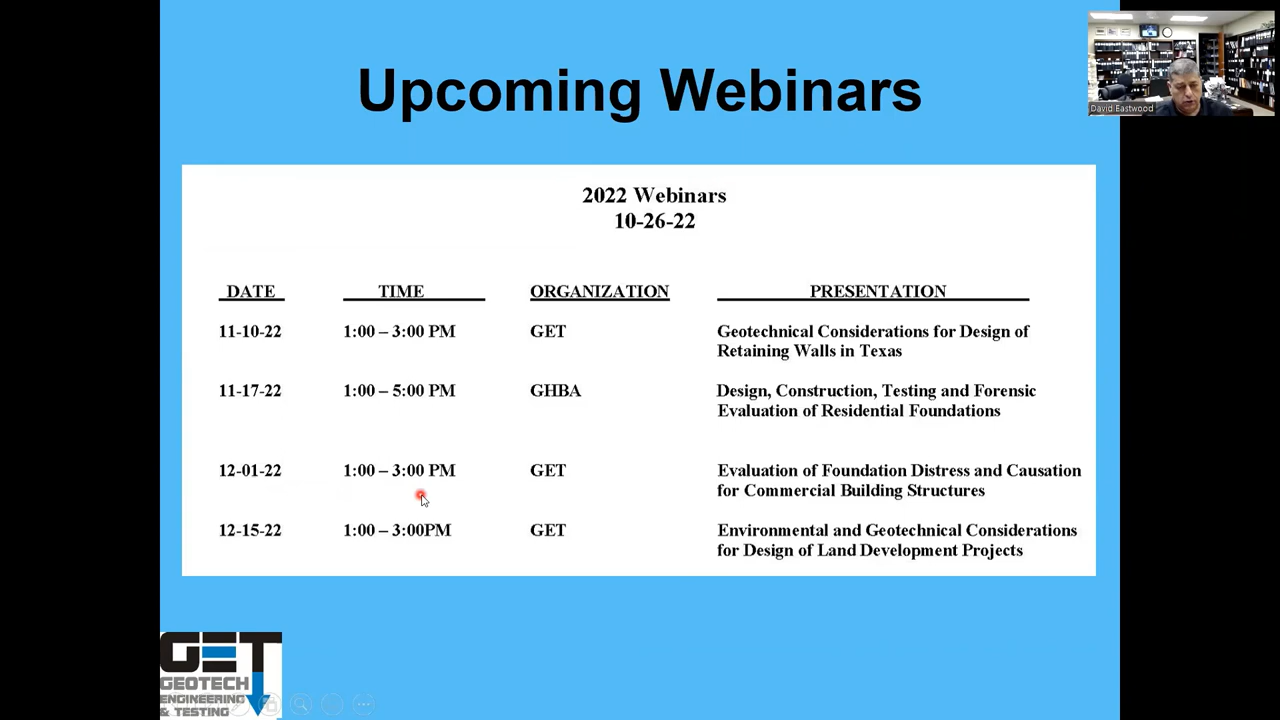 Upcoming Webinars
David Eastwood
2022 Webinars
10-26-22
DATE TIME ORGANIZATION PRESENTATION
11-10-22 1:00 – 3:00 PM GET Geotechnical Considerations for Design of
Retaining Walls in Texas
11-17-22 1:00 – 5:00 PM GHBA Design, Construction, Testing and Forensic
Evaluation of Residential Foundations
12-01-22 1:00 – 3:00 PM GET Evaluation of Foundation Distress and Causation
for Commercial Building Structures
12-15-22 1:00 – 3:00PM GET Environmental and Geotechnical Considerations
for Design of Land Development Projects
GET
GEOTECH
ENGINEERING
& TESTING